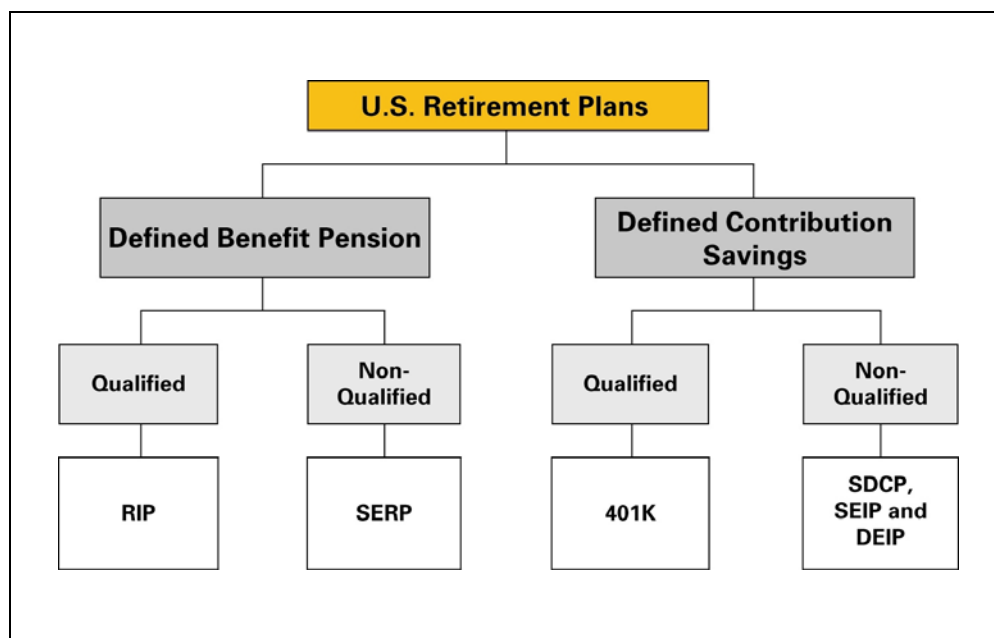 U.S. Retirement Plans
Defined Benefit Pension
Defined Contribution
Savings
Qualified
Non-
Qualified
Qualified
Non-
Qualified
RIP
SERP
401K
SDCP,
SEIP and
DEIP